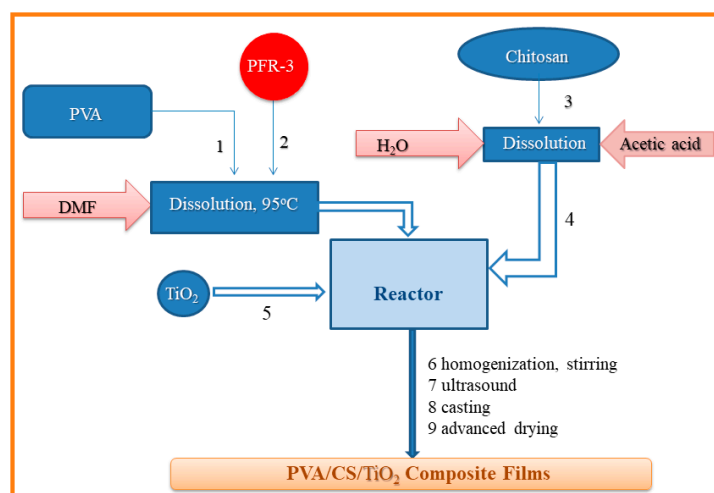 PFR-3
Chitosan
PVA
1
2
3
H₂O
Dissolution
Acetic acid
DMF
Dissolution, 95°C
4
TiO₂
5
Reactor
6 homogenization, stirring
7 ultrasound
8 casting
9 advanced drying
PVA/CS/TiO₂ Composite Films